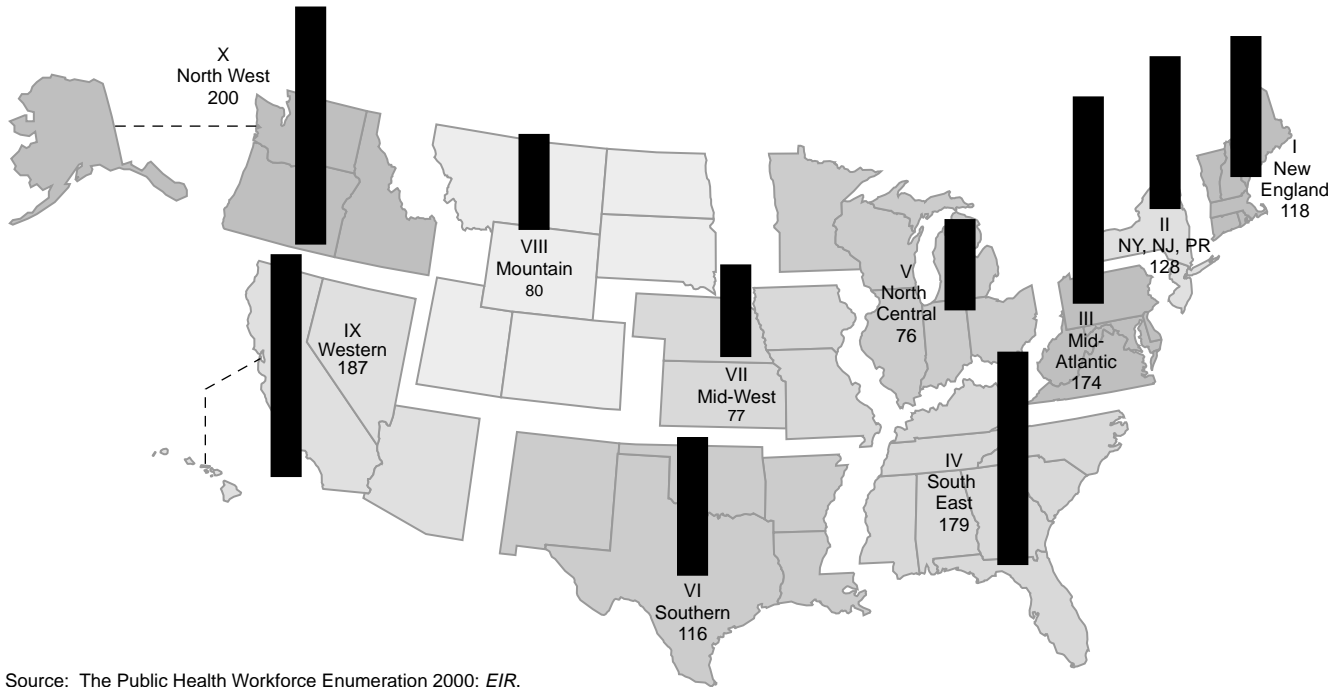 X
North West
200
VIII
Mountain
80
IX
Western
187
VII
Mid-West
77
VI
Southern
116
V
North
Central
76
IV
South
East
179
III
Mid-
Atlantic
174
II
NY, NJ, PR
128
I
New
England
118
Source: The Public Health Workforce Enumeration 2000; EIR.